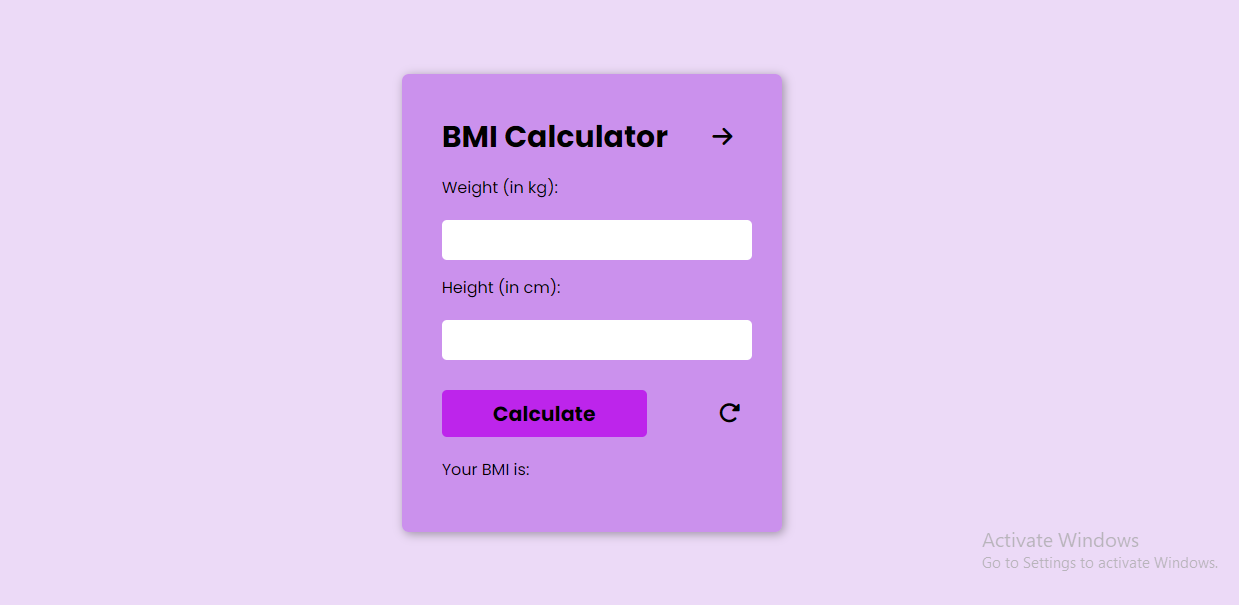 BMI Calculator
Weight (in kg):
Height (in cm):
Calculate
Your BMI is:
Activate Windows
Go to Settings to activate Windows.